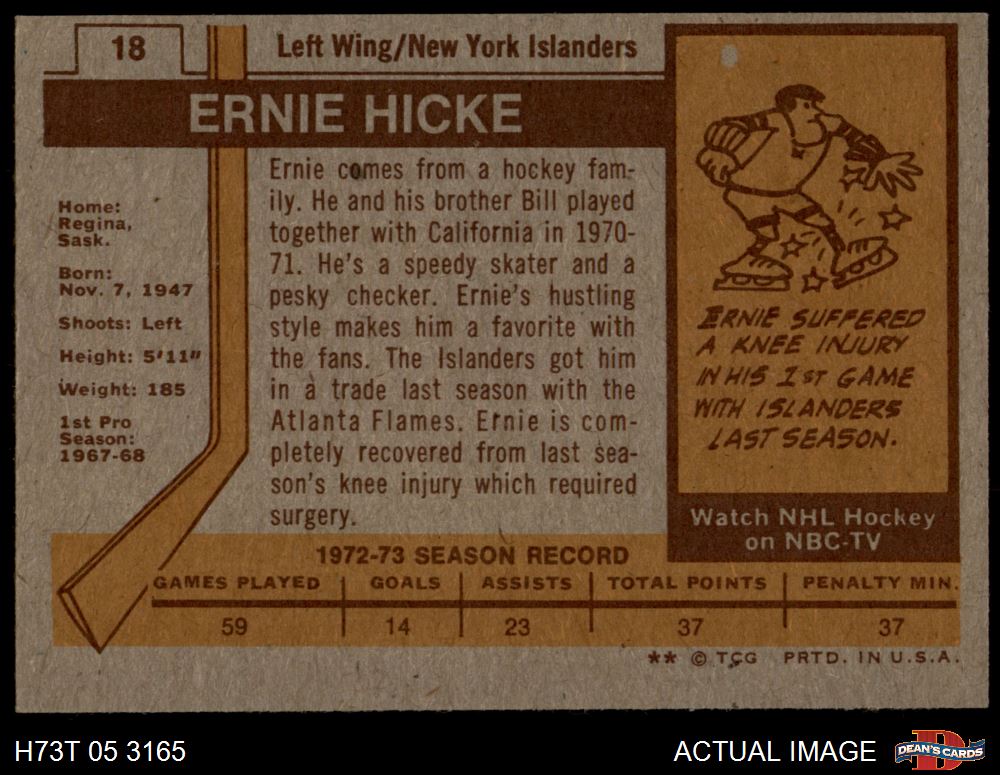 18
Left Wing/New York Islanders
ERNIE HICKE
Home:
Regina,
Sask.
Born:
Nov. 7, 1947
Shoots: Left
Height: 5'11"
Weight: 185
1st Pro
Season:
1967-68
Ernie comes from a hockey fam-
ily. He and his brother Bill played
together with California in 1970-
71. He's a speedy skater and a
pesky checker. Ernie's hustling
style makes him a favorite with
the fans. The Islanders got him
in a trade last season with the
Atlanta Flames. Ernie is com-
pletely recovered from last sea-
son's knee injury which required
surgery.
ERNIE SUFFERED
A KNEE INJURY
IN HIS 1ST GAME
WITH ISLANDERS
LAST SEASON.
Watch NHL Hockey
on NBC-TV
1972-73 SEASON RECORD
GAMES PLAYED GOALS ASSISTS TOTAL POINTS PENALTY MIN.
59 14 23 37 37
** © TCG PRTD. IN U.S.A.
H73T 05 3165
ACTUAL IMAGE
D
DEAN'S CARDS